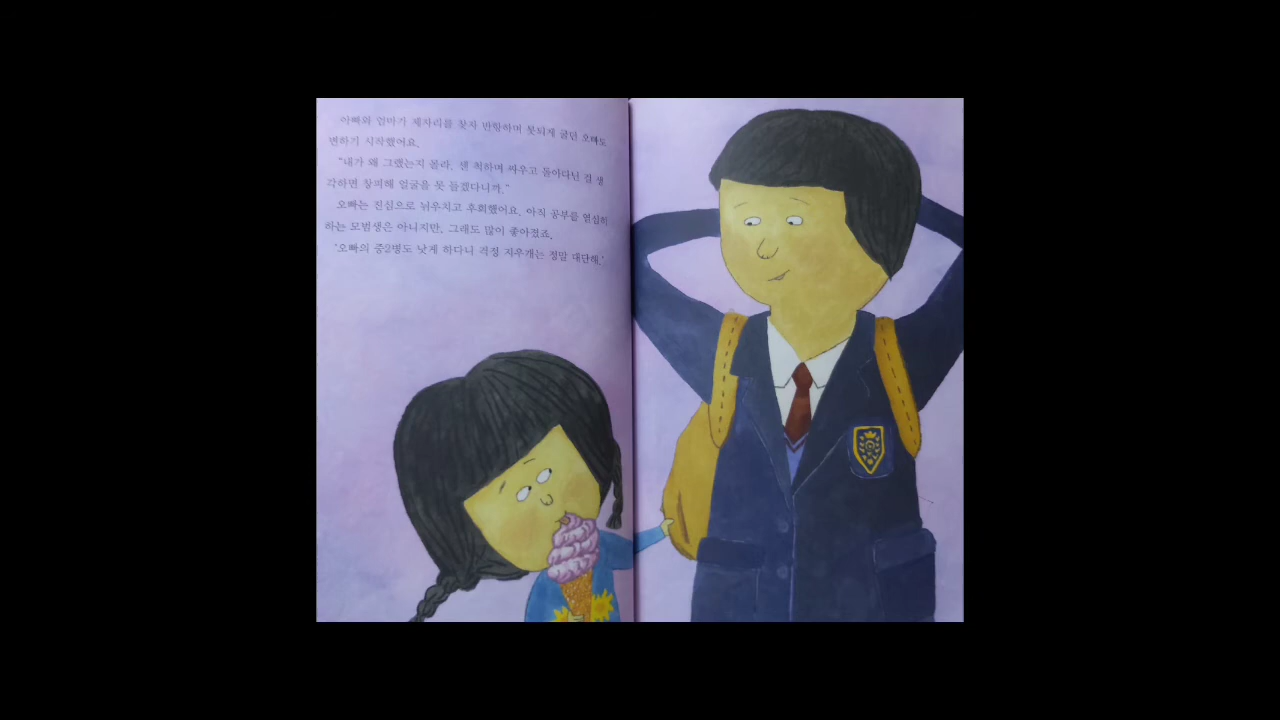 아빠와 엄마가 제자리를 찾자 반항하며 못되게 굴던 오빠도
변하기 시작했어요.
“내가 왜 그랬는지 몰라. 센 척하며 싸우고 돌아다닌 걸 생
각하면 창피해 얼굴을 못 들겠다니까.”
오빠는 진심으로 뉘우치고 후회했어요. 아직 공부를 열심히
하는 모범생은 아니지만, 그래도 많이 좋아졌죠.
‘오빠의 중2병도 낫게 하다니 걱정 지우개는 정말 대단해.’